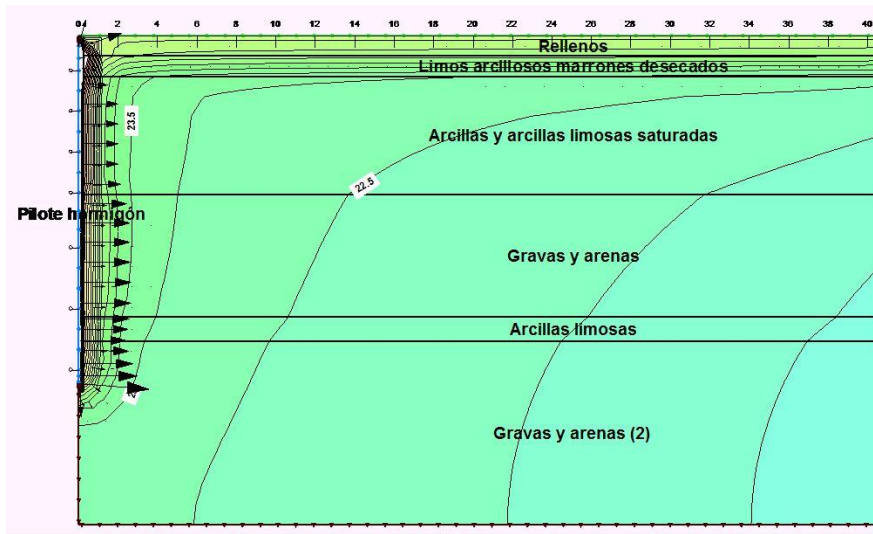 0.4 2 4 6 8 10 12 14 16 18 20 22 24 26 28 30 32 34 36 38 40
Rellenos
Limos arcillosos marrones desecados
23.5
Arcillas y arcillas limosas saturadas
22.5
Pilote hormigón
Gravas y arenas
Arcillas limosas
Gravas y arenas (2)